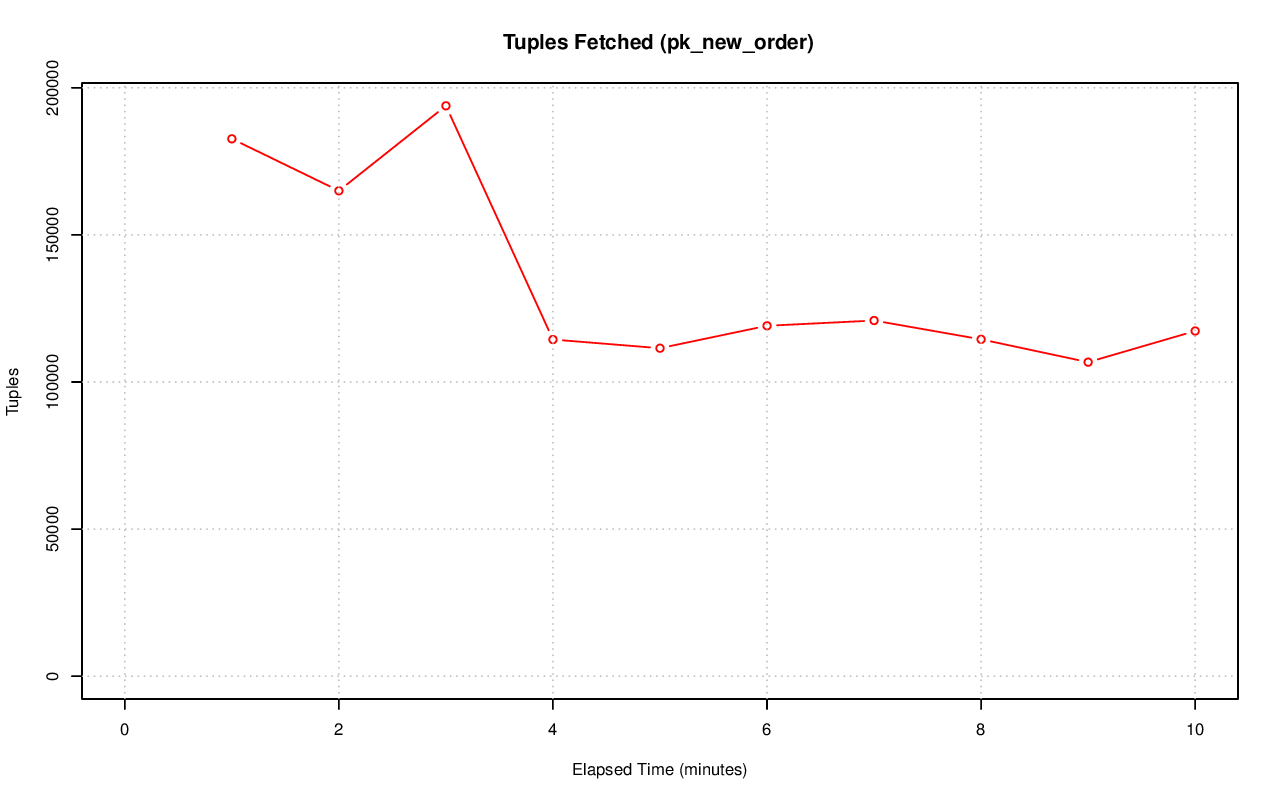 Tuples Fetched (pk_new_order)
200000
150000
100000
50000
0
Tuples
0 2 4 6 8 10
Elapsed Time (minutes)